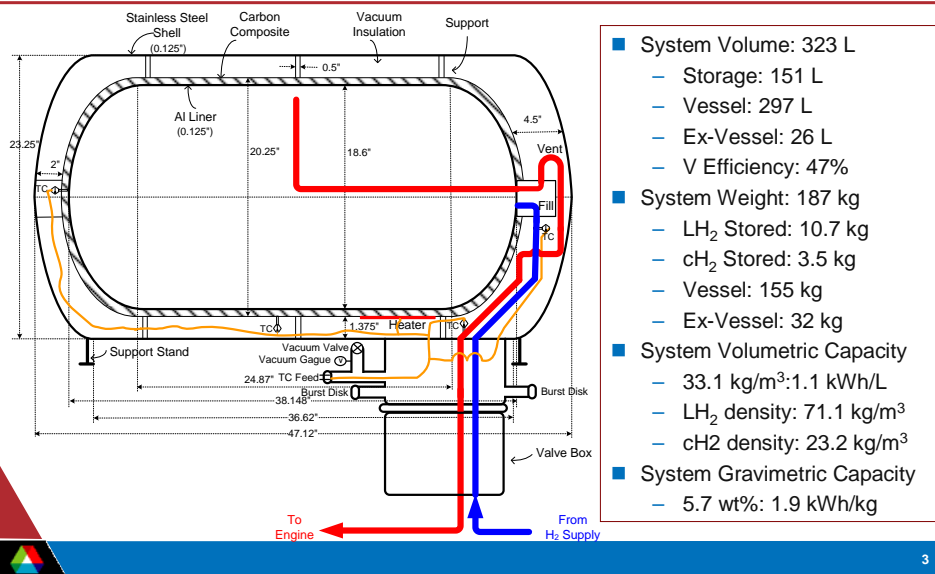 Stainless Steel
Shell
(0.125")
Carbon
Composite
Vacuum
Insulation
Support
0.5"
Al Liner
(0.125")
23.25"
2"
TC
20.25"
18.6"
4.5"
Vent
Fill
TC
TC
1.375"
Heater
TC
Support Stand
Vacuum Valve
Vacuum Gague
V
TC Feed
24.87"
Burst Disk
Burst Disk
38.148"
36.62"
47.12"
Valve Box
To
Engine
From
H₂ Supply
■ System Volume: 323 L
– Storage: 151 L
– Vessel: 297 L
– Ex-Vessel: 26 L
– V Efficiency: 47%
■ System Weight: 187 kg
– LH₂ Stored: 10.7 kg
– cH₂ Stored: 3.5 kg
– Vessel: 155 kg
– Ex-Vessel: 32 kg
■ System Volumetric Capacity
– 33.1 kg/m³:1.1 kWh/L
– LH₂ density: 71.1 kg/m³
– cH2 density: 23.2 kg/m³
■ System Gravimetric Capacity
– 5.7 wt%: 1.9 kWh/kg
3